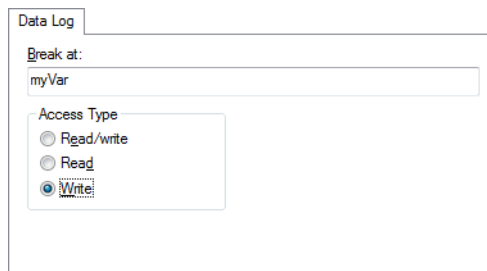 Data Log
Break at:
myVar
Access Type
Read/write
Read
Write